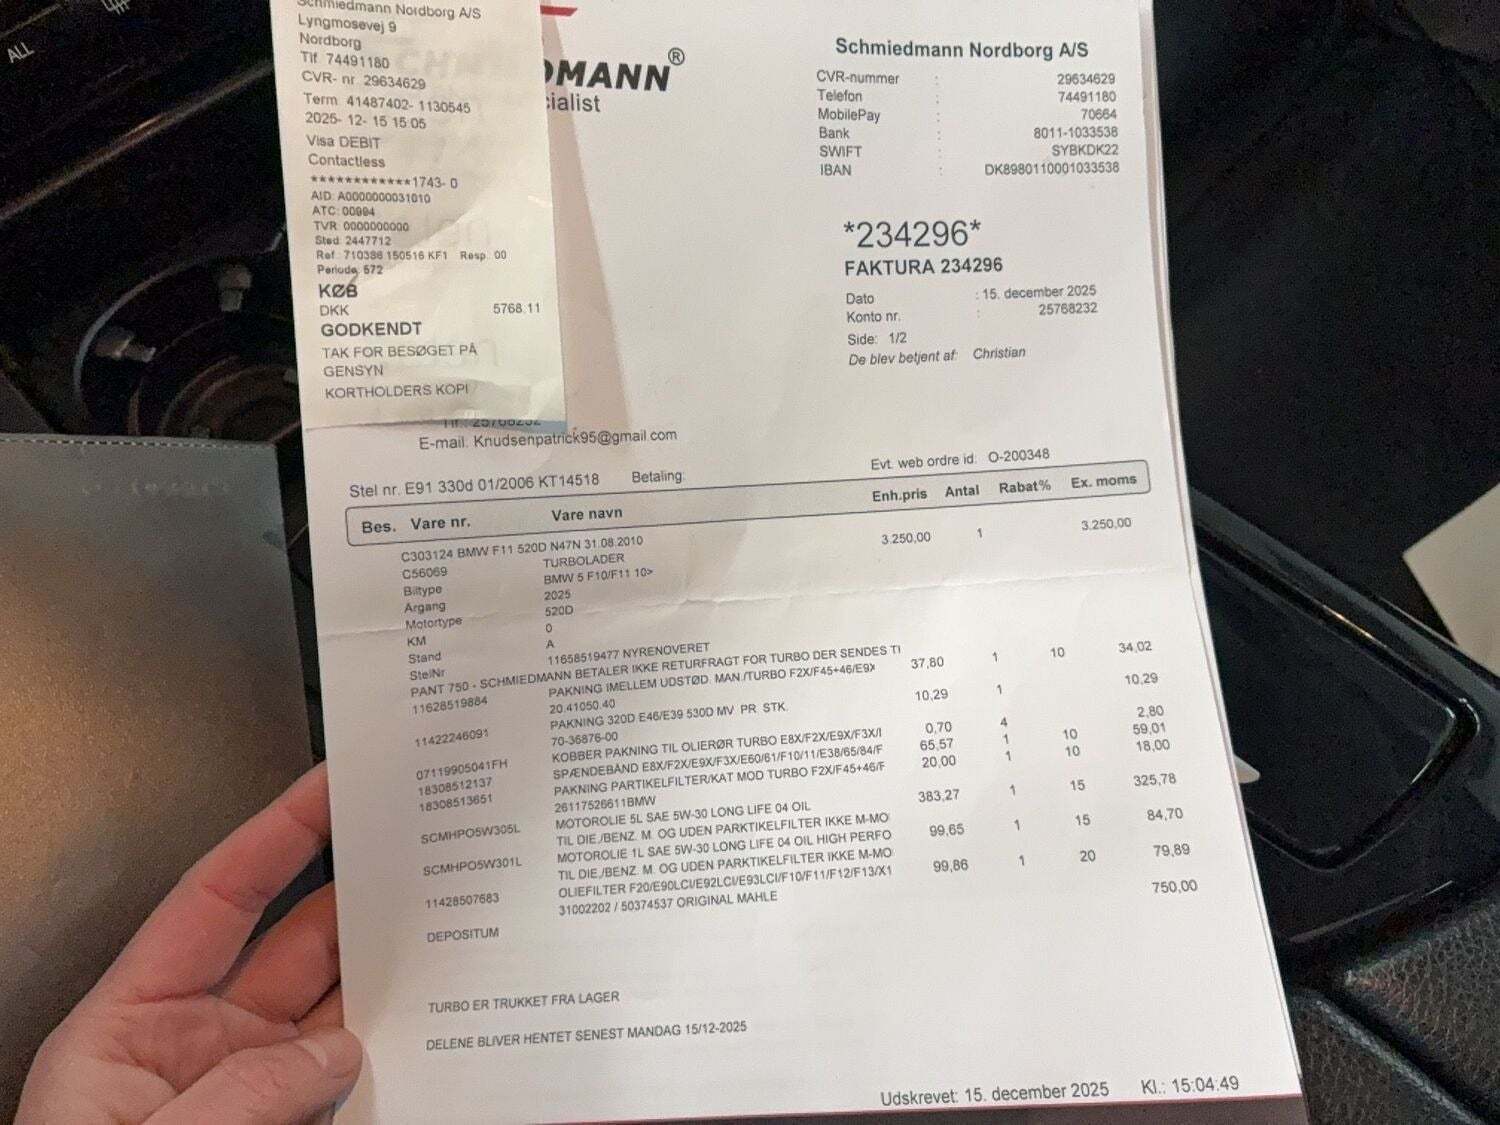 ALL
Schmiedmann Nordborg A/S
Lyngmosevej 9
Nordborg
Tlf. 74491180
CVR- nr. 29634629
Term. 41487402- 1130545
2025- 12- 15 15:05
Visa DEBIT
Contactless
************1743- 0
AID: A0000000031010
ATC: 00994
TVR: 0000000000
Sted: 2447712
Ref. 710386 150516 KF1 Resp. 00
Periode: 572
KØB
DKK 5768.11
GODKENDT
TAK FOR BESØGET PÅ
GENSYN
KORTHOLDERS KOPI
MANN®
cialist
Schmiedmann Nordborg A/S
CVR-nummer : 29634629
Telefon : 74491180
MobilePay : 70664
Bank : 8011-1033538
SWIFT : SYBKDK22
IBAN : DK8980110001033538
*234296*
FAKTURA 234296
Dato : 15. december 2025
Konto nr. : 25768232
Side: 1/2
De blev betjent af: Christian
Tlf.: 25768232
E-mail: Knudsenpatrick95@gmail.com
Evt. web ordre id: O-200348
Stel nr. E91 330d 01/2006 KT14518 Betaling:
Bes. Vare nr. Vare navn Enh.pris Antal Rabat% Ex. moms
C303124 BMW F11 520D N47N 31.08.2010
C56069 TURBOLADER 3.250,00 1 3.250,00
Biltype BMW 5 F10/F11 10>
Årgang 2025
Motortype 520D
KM 0
Stand A
StelNr 11658519477 NYRENOVERET
PANT 750 - SCHMIEDMANN BETALER IKKE RETURFRAGT FOR TURBO DER SENDES TI
11628519884 PAKNING IMELLEM UDSTØD. MAN./TURBO F2X/F45+46/E9X 37,80 1 10 34,02
20.41050.40
11422246091 PAKNING 320D E46/E39 530D MV PR. STK. 10,29 1 10,29
70-36876-00
07119905041FH KOBBER PAKNING TIL OLIERØR TURBO E8X/F2X/E9X/F3X/I 0,70 4 2,80
18308512137 SPÆNDEBÅND E8X/F2X/E9X/F3X/E60/61/F10/11/E38/65/84/F 65,57 1 10 59,01
18308513651 PAKNING PARTIKELFILTER/KAT MOD TURBO F2X/F45+46/F 20,00 1 10 18,00
26117526611BMW
SCMHPO5W305L MOTOROLIE 5L SAE 5W-30 LONG LIFE 04 OIL 383,27 1 15 325,78
TIL DIE./BENZ. M. OG UDEN PARKTIKELFILTER IKKE M-MO
SCMHPO5W301L MOTOROLIE 1L SAE 5W-30 LONG LIFE 04 OIL HIGH PERFO 99,65 1 15 84,70
TIL DIE./BENZ. M. OG UDEN PARKTIKELFILTER IKKE M-MO
11428507683 OLIEFILTER F20/E90LCI/E92LCI/E93LCI/F10/F11/F12/F13/X1 99,86 1 20 79,89
31002202 / 50374537 ORIGINAL MAHLE
DEPOSITUM 750,00
TURBO ER TRUKKET FRA LAGER
DELENE BLIVER HENTET SENEST MANDAG 15/12-2025
Udskrevet: 15. december 2025 Kl.: 15:04:49